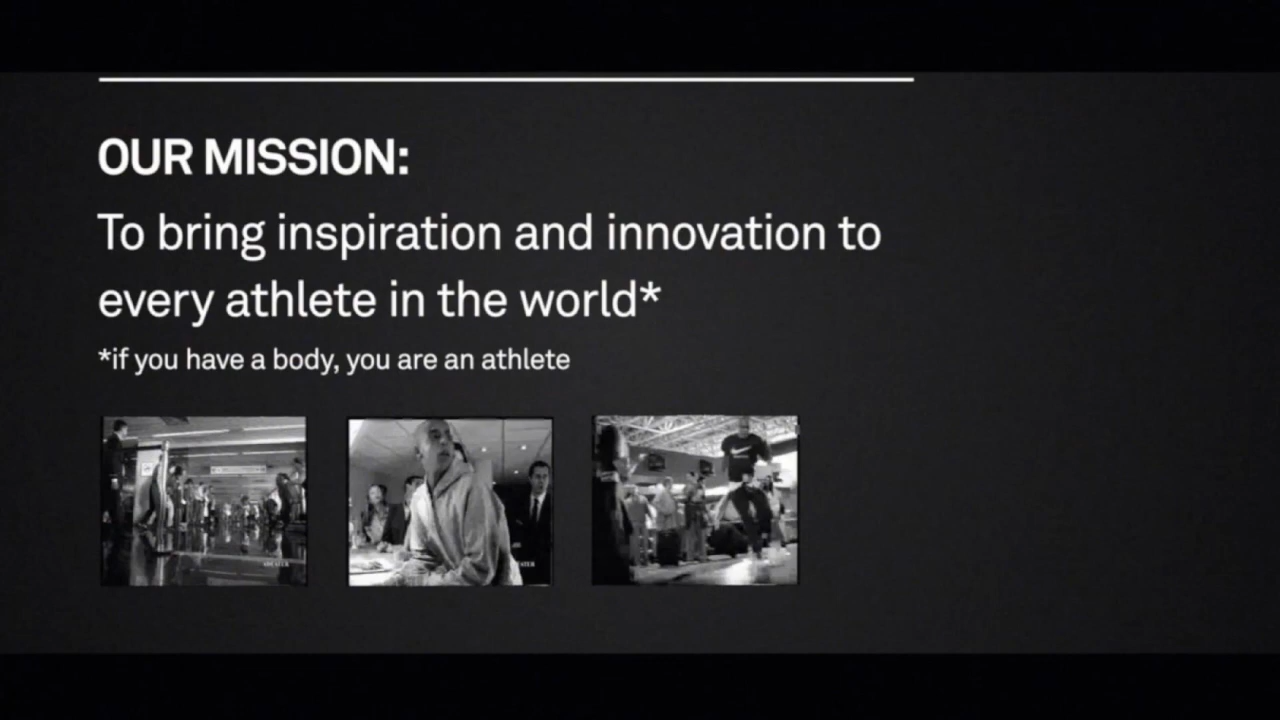 OUR MISSION:
To bring inspiration and innovation to
every athlete in the world*
*if you have a body, you are an athlete